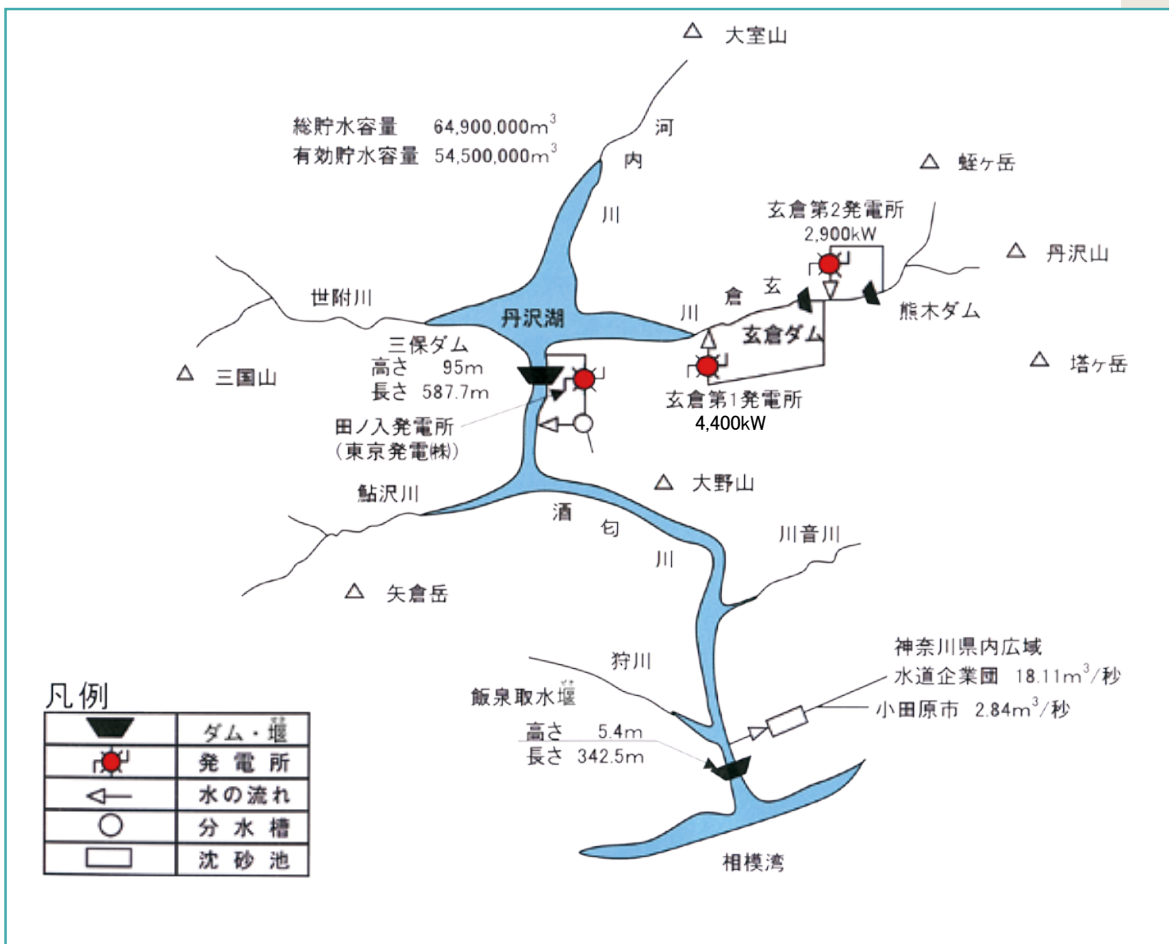 大室山
総貯水容量 64,900,000m³
有効貯水容量 54,500,000m³
河内川
蛭ヶ岳
玄倉第2発電所
2,900kW
丹沢山
世附川
丹沢湖
玄倉川
熊木ダム
玄倉ダム
三保ダム
高さ 95m
長さ 587.7m
三国山
塔ヶ岳
玄倉第1発電所
4,400kW
田ノ入発電所
(東京発電㈱)
鮎沢川
酒匂川
大野山
川音川
矢倉岳
狩川
神奈川県内広域
水道企業団 18.11m³/秒
小田原市 2.84m³/秒
飯泉取水堰
ぜき
高さ 5.4m
長さ 342.5m
相模湾
凡例
ダム・堰
ぜき
発電所
水の流れ
分水槽
沈砂池